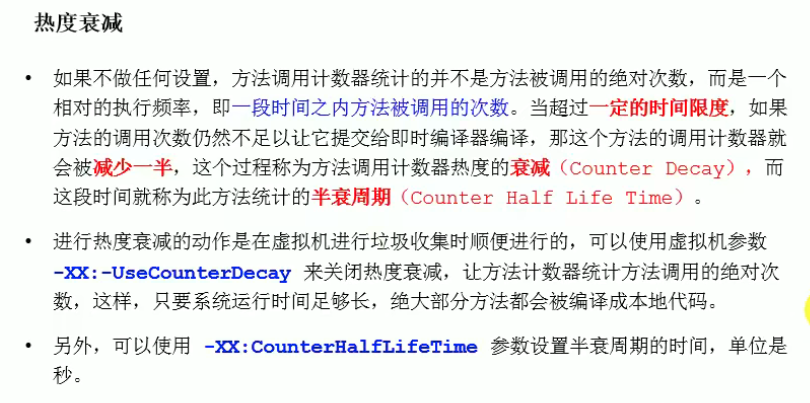 热度衰减
• 如果不做任何设置，方法调用计数器统计的并不是方法被调用的绝对次数，而是一个
相对的执行频率，即一段时间之内方法被调用的次数。当超过一定的时间限度，如果
方法的调用次数仍然不足以让它提交给即时编译器编译，那这个方法的调用计数器就
会被减少一半，这个过程称为方法调用计数器热度的衰减（Counter Decay），而
这段时间就称为此方法统计的半衰周期（Counter Half Life Time）。
• 进行热度衰减的动作是在虚拟机进行垃圾收集时顺便进行的，可以使用虚拟机参数
-XX:-UseCounterDecay 来关闭热度衰减，让方法计数器统计方法调用的绝对次
数，这样，只要系统运行时间足够长，绝大部分方法都会被编译成本地代码。
• 另外，可以使用 -XX:CounterHalfLifeTime 参数设置半衰周期的时间，单位是
秒。